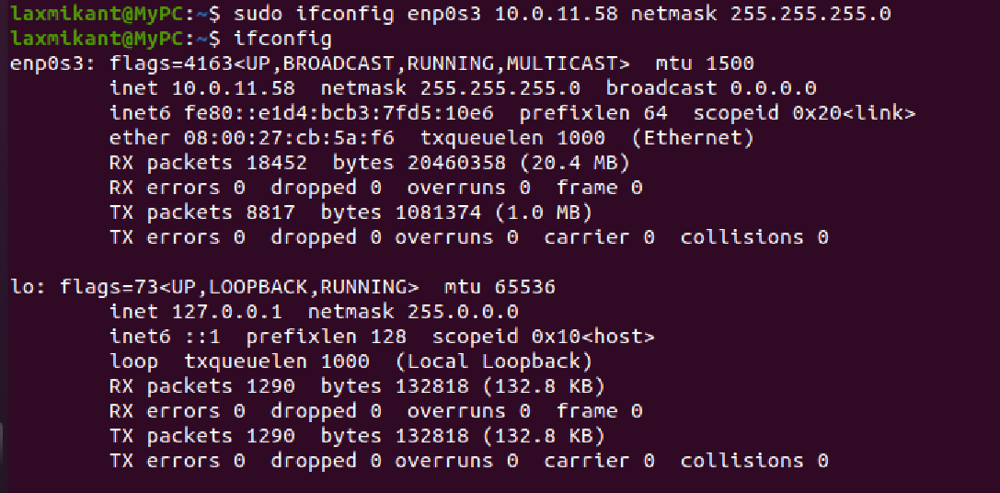 laxmikant@MyPC:~$ sudo ifconfig enp0s3 10.0.11.58 netmask 255.255.255.0
laxmikant@MyPC:~$ ifconfig
enp0s3: flags=4163<UP,BROADCAST,RUNNING,MULTICAST>  mtu 1500
        inet 10.0.11.58  netmask 255.255.255.0  broadcast 0.0.0.0
        inet6 fe80::e1d4:bcb3:7fd5:10e6  prefixlen 64  scopeid 0x20<link>
        ether 08:00:27:cb:5a:f6  txqueuelen 1000  (Ethernet)
        RX packets 18452  bytes 20460358 (20.4 MB)
        RX errors 0  dropped 0  overruns 0  frame 0
        TX packets 8817  bytes 1081374 (1.0 MB)
        TX errors 0  dropped 0 overruns 0  carrier 0  collisions 0

lo: flags=73<UP,LOOPBACK,RUNNING>  mtu 65536
        inet 127.0.0.1  netmask 255.0.0.0
        inet6 ::1  prefixlen 128  scopeid 0x10<host>
        loop  txqueuelen 1000  (Local Loopback)
        RX packets 1290  bytes 132818 (132.8 KB)
        RX errors 0  dropped 0  overruns 0  frame 0
        TX packets 1290  bytes 132818 (132.8 KB)
        TX errors 0  dropped 0 overruns 0  carrier 0  collisions 0